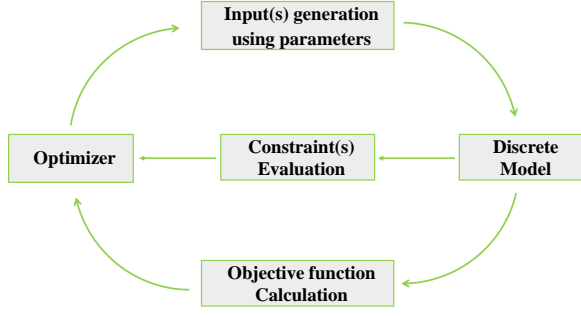 Input(s) generation
using parameters
Optimizer
Constraint(s)
Evaluation
Discrete
Model
Objective function
Calculation